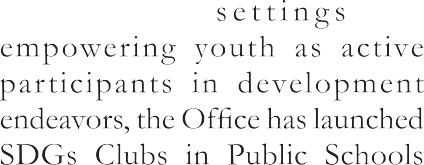 settings
empowering youth as active
participants in development
endeavors, the Office has launched
SDGs Clubs in Public Schools